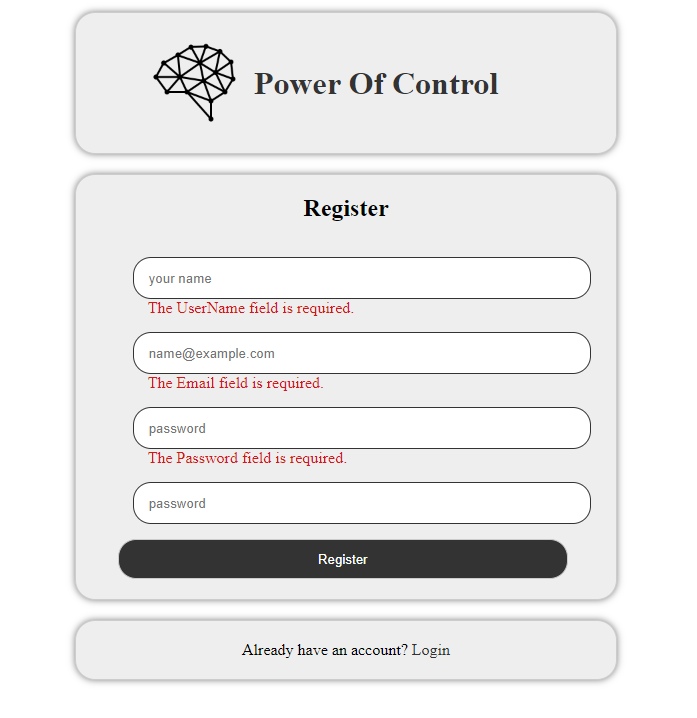 Power Of Control
Register
your name
The UserName field is required.
name@example.com
The Email field is required.
password
The Password field is required.
password
Register
Already have an account? Login